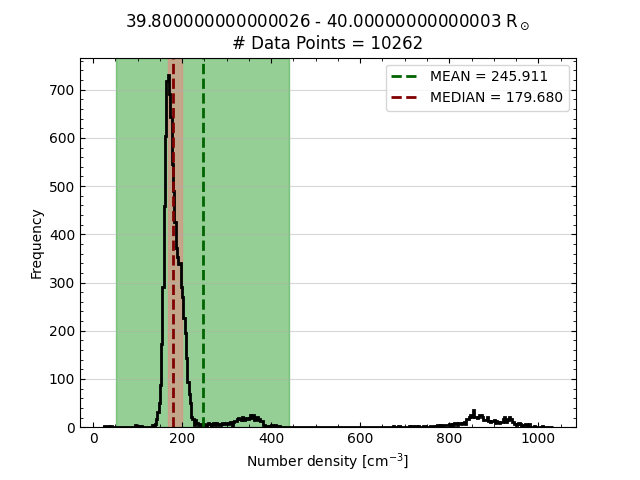 39.800000000000026 - 40.00000000000003 R⊙
# Data Points = 10262
MEAN = 245.911
MEDIAN = 179.680
Frequency
700
600
500
400
300
200
100
0
0
200
400
600
800
1000
Number density [cm⁻³]